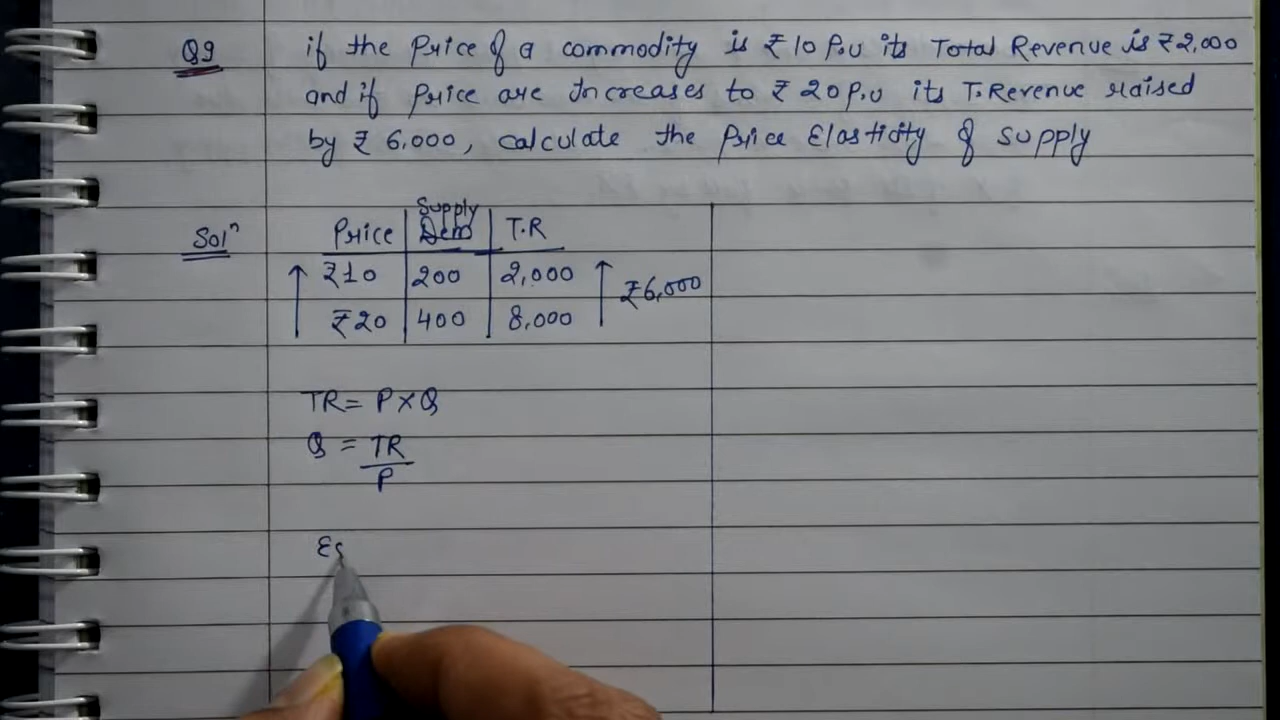 Q9 if the Price of a commodity is ₹10 P.u its Total Revenue is ₹2,000
and if Price are Increases to ₹20 P.u its T.Revenue raised
by ₹6,000, calculate the Price Elasticity of supply
Solⁿ
Price Supply T.R
₹10 200 2,000 ₹6,000
₹20 400 8,000
TR = P×Q
Q = TR
P
Es